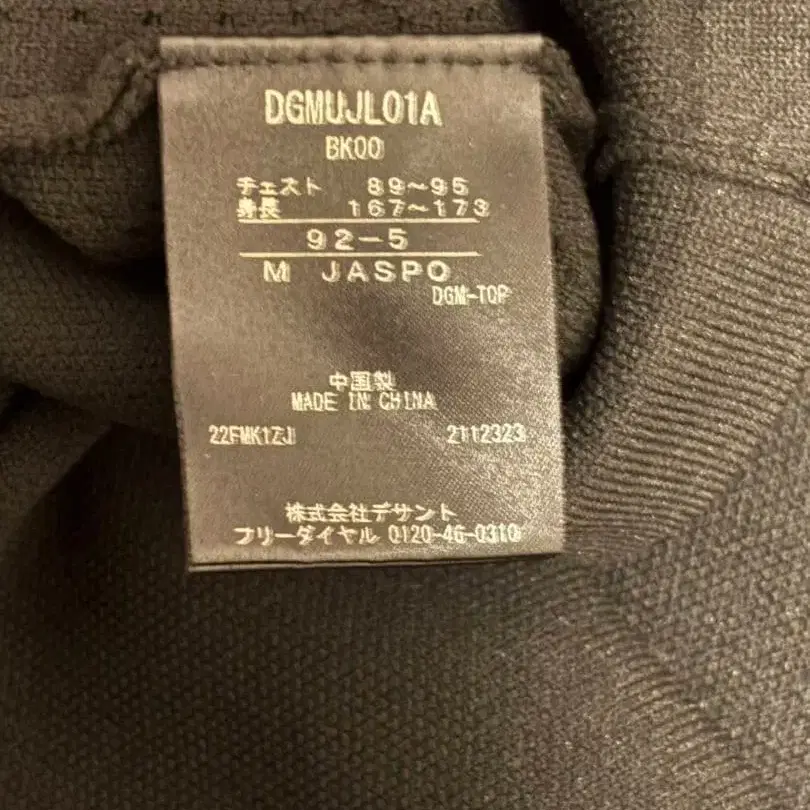 DGMUJL01A
BK00
チェスト 89~95
身長 167~173
92-5
M JASPO
DGM-TOP
中国製
MADE IN CHINA
22FMK1ZJ 2112323
株式会社デサント
フリーダイヤル 0120-46-0310